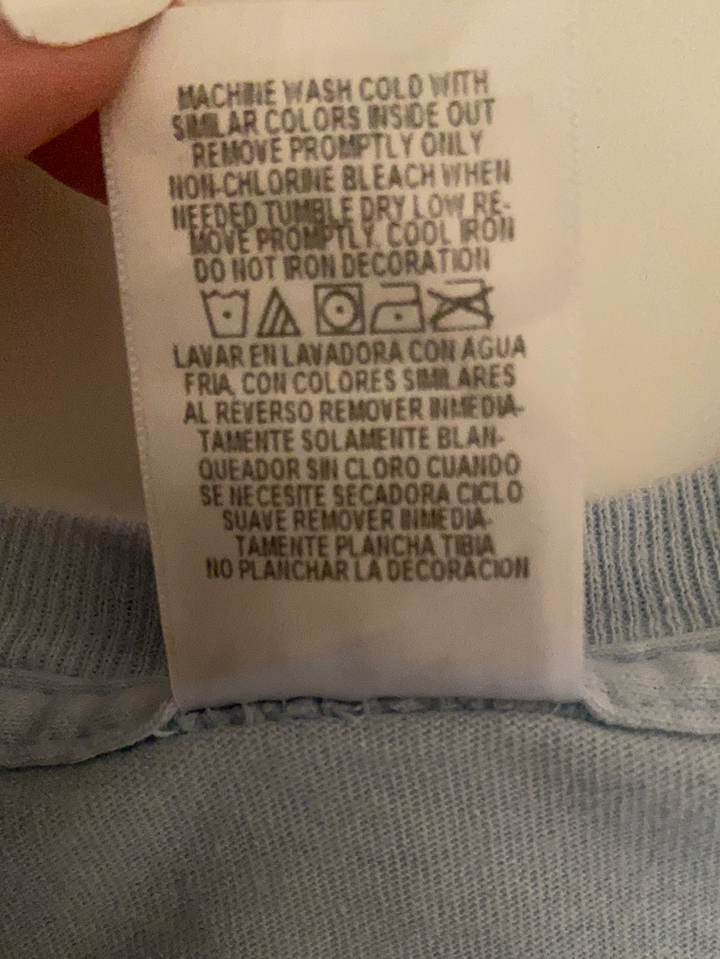 MACHINE WASH COLD WITH
SIMILAR COLORS INSIDE OUT
REMOVE PROMPTLY ONLY
NON-CHLORINE BLEACH WHEN
NEEDED TUMBLE DRY LOW RE-
MOVE PROMPTLY. COOL IRON
DO NOT IRON DECORATION
LAVAR EN LAVADORA CON AGUA
FRIA, CON COLORES SIMILARES
AL REVERSO REMOVER INMEDIA-
TAMENTE SOLAMENTE BLAN-
QUEADOR SIN CLORO CUANDO
SE NECESITE SECADORA CICLO
SUAVE REMOVER INMEDIA-
TAMENTE PLANCHA TIBIA
NO PLANCHAR LA DECORACION